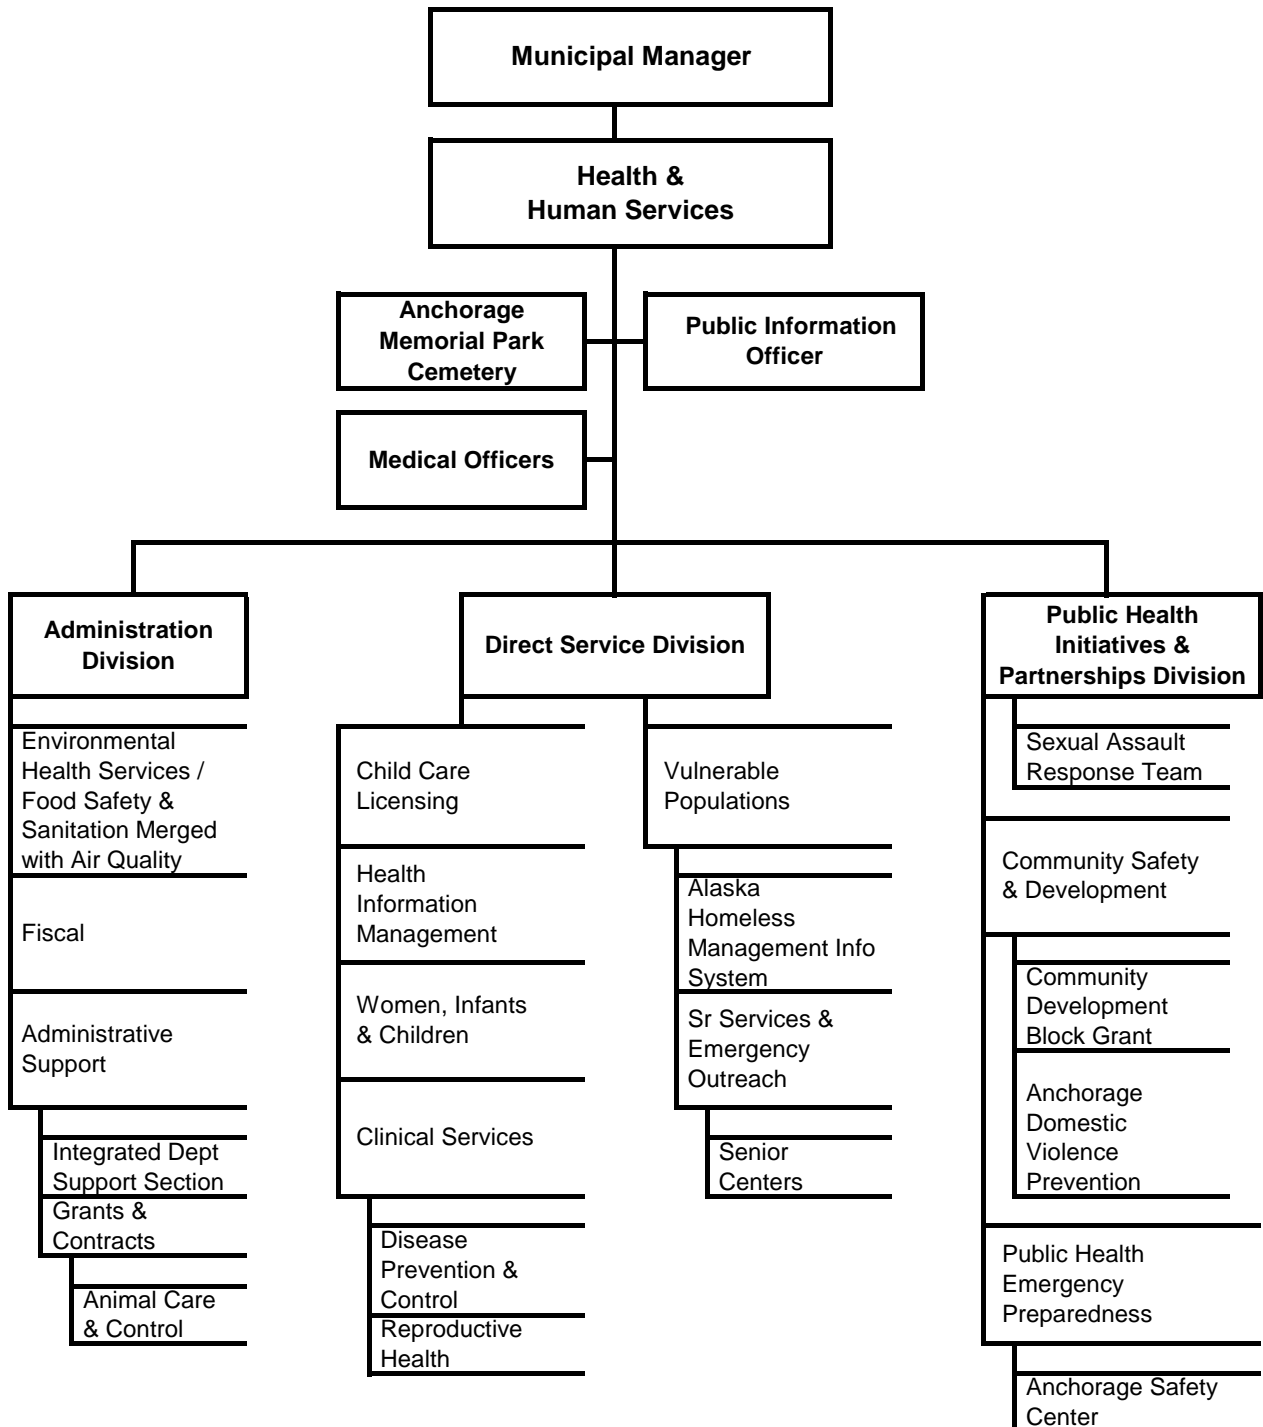 Municipal Manager
Health &
Human Services
Anchorage
Memorial Park
Cemetery
Public Information
Officer
Medical Officers
Administration
Division
Environmental
Health Services /
Food Safety &
Sanitation Merged
with Air Quality
Fiscal
Administrative
Support
Integrated Dept
Support Section
Grants &
Contracts
Animal Care
& Control
Direct Service Division
Child Care
Licensing
Health
Information
Management
Women, Infants
& Children
Clinical Services
Disease
Prevention &
Control
Reproductive
Health
Vulnerable
Populations
Alaska
Homeless
Management Info
System
Sr Services &
Emergency
Outreach
Senior
Centers
Public Health
Initiatives &
Partnerships Division
Sexual Assault
Response Team
Community Safety
& Development
Community
Development
Block Grant
Anchorage
Domestic
Violence
Prevention
Public Health
Emergency
Preparedness
Anchorage Safety
Center